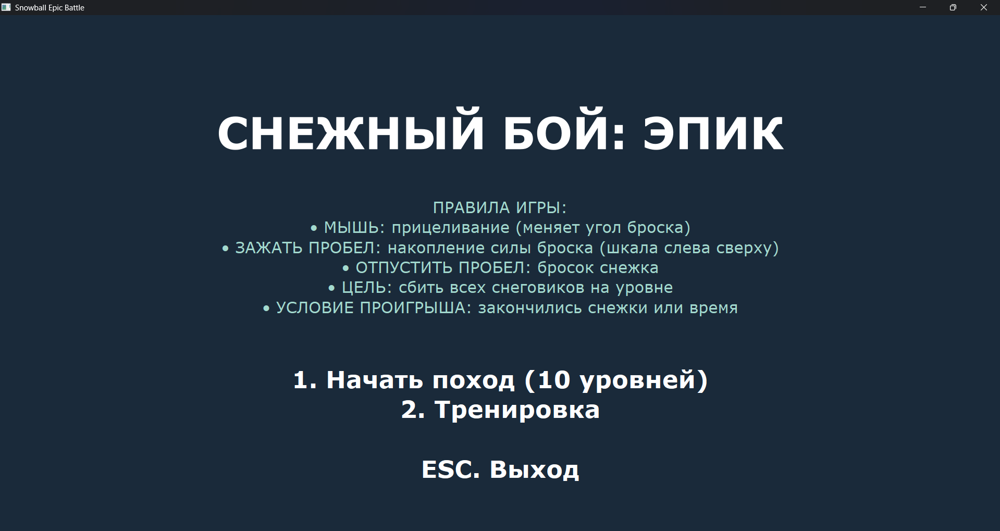 Snowball Epic Battle
СНЕЖНЫЙ БОЙ: ЭПИК
ПРАВИЛА ИГРЫ:
• МЫШЬ: прицеливание (меняет угол броска)
• ЗАЖАТЬ ПРОБЕЛ: накопление силы броска (шкала слева сверху)
• ОТПУСТИТЬ ПРОБЕЛ: бросок снежка
• ЦЕЛЬ: сбить всех снеговиков на уровне
• УСЛОВИЕ ПРОИГРЫША: закончились снежки или время
1. Начать поход (10 уровней)
2. Тренировка
ESC. Выход